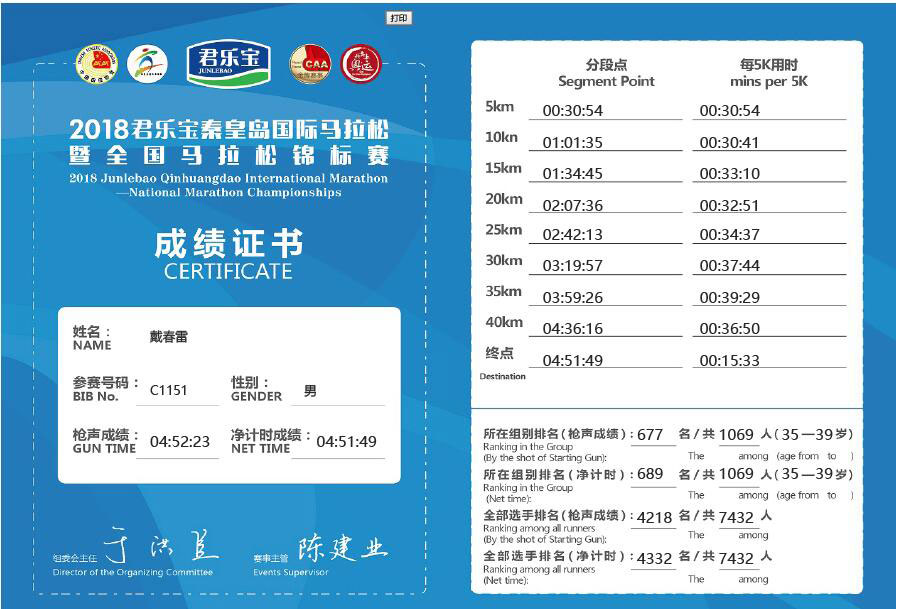 打印
君乐宝
JUNLEBAO
CAA
奥运
2018君乐宝秦皇岛国际马拉松
暨全国马拉松锦标赛
2018 Junlebao Qinhuangdao International Marathon
—National Marathon Championships
成绩证书
CERTIFICATE
姓名：
NAME
戴春雷
参赛号码： C1151 性别： 男
BIB No. GENDER
枪声成绩： 04:52:23 净计时成绩： 04:51:49
GUN TIME NET TIME
组委会主任 于洪益
Director of the Organizing Committee
赛事主管 陈建业
Events Supervisor
分段点 每5K用时
Segment Point mins per 5K
5km 00:30:54 00:30:54
10kn 01:01:35 00:30:41
15km 01:34:45 00:33:10
20km 02:07:36 00:32:51
25km 02:42:13 00:34:37
30km 03:19:57 00:37:44
35km 03:59:26 00:39:29
40km 04:36:16 00:36:50
终点 04:51:49 00:15:33
Destination
所在组别排名(枪声成绩)：677 名/共 1069 人(35—39岁)
Ranking in the Group
(By the shot of Starting Gun): The among (age from to )
所在组别排名(净计时)：689 名/共 1069 人(35—39岁)
Ranking in the Group
(Net time): The among (age from to )
全部选手排名(枪声成绩)：4218 名/共 7432 人
Ranking among all runners
(By the shot of Starting Gun): The among
全部选手排名(净计时)：4332 名/共 7432 人
Ranking among all runners
(Net time): The among